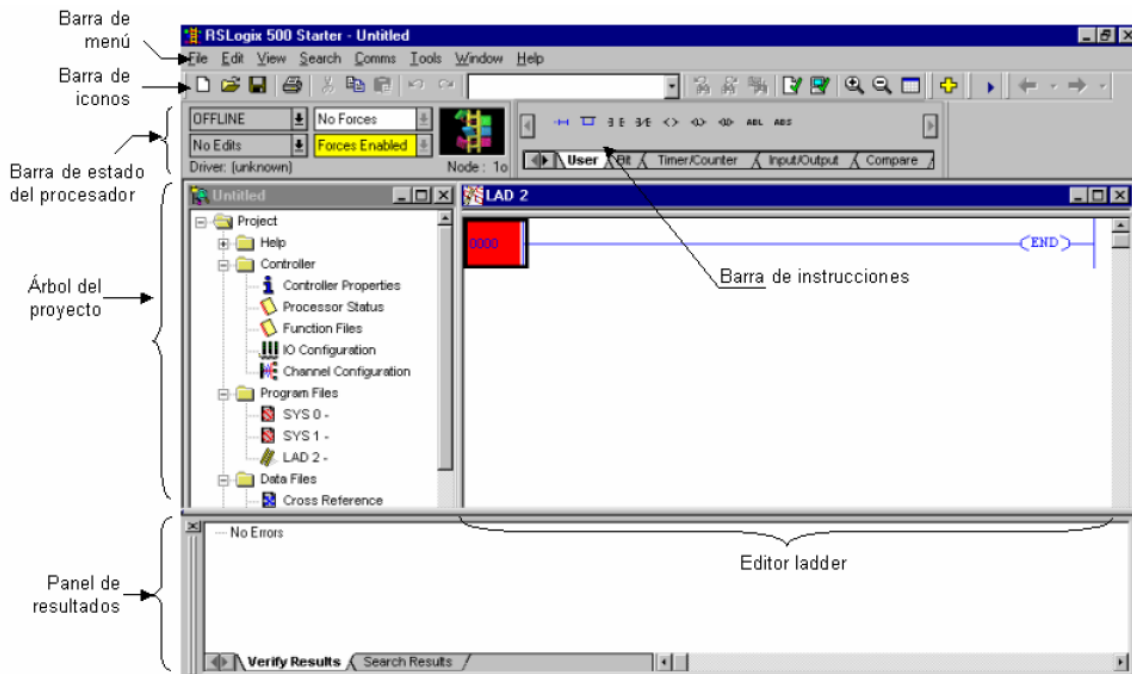 Barra de
menú
Barra de
iconos
Barra de estado
del procesador
Árbol del
proyecto
Panel de
resultados
RSLogix 500 Starter - Untitled
File Edit View Search Comms Tools Window Help
OFFLINE No Forces
No Edits Forces Enabled
Driver: (unknown) Node : 1o
ABL ABS
User Bit Timer/Counter Input/Output Compare
Untitled
Project
Help
Controller
Controller Properties
Processor Status
Function Files
IO Configuration
Channel Configuration
Program Files
SYS 0 -
SYS 1 -
LAD 2 -
Data Files
Cross Reference
LAD 2
0000
END
Barra de instrucciones
Editor ladder
No Errors
Verify Results Search Results